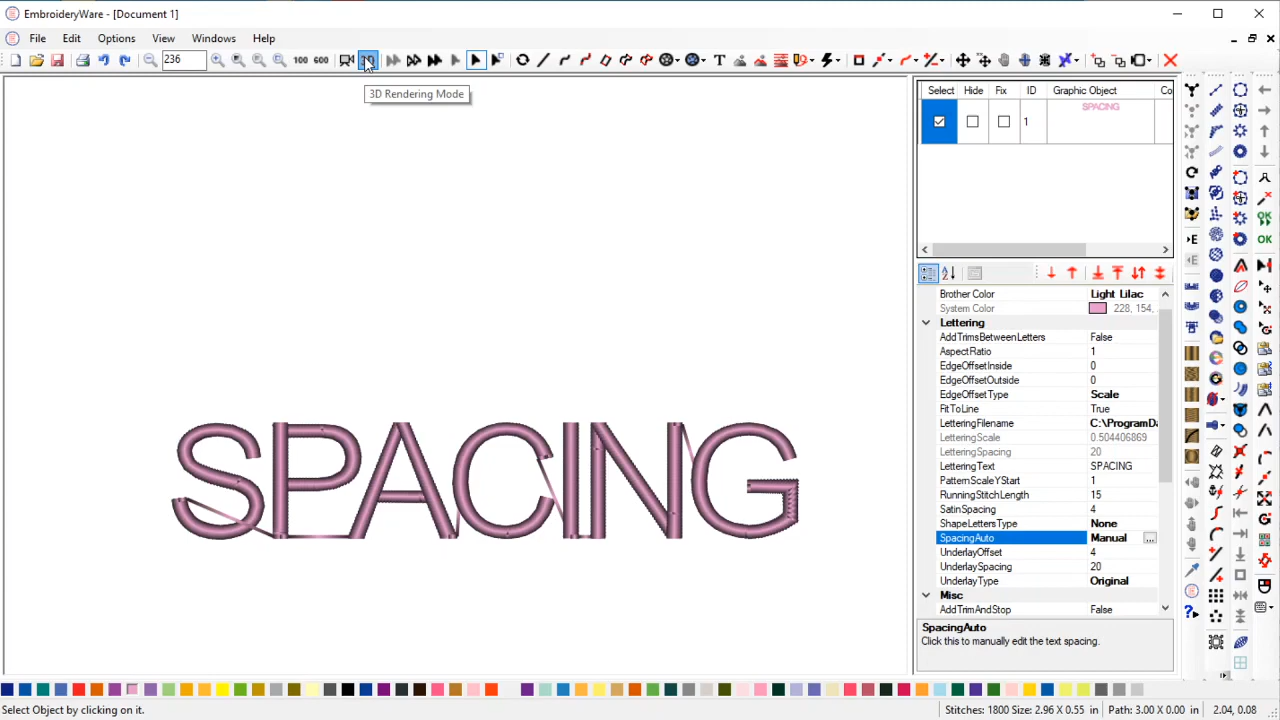 EmbroideryWare - [Document 1]
File Edit Options View Windows Help
236 100 600
3D Rendering Mode
Select Hide Fix ID Graphic Object Co
1 SPACING
Brother Color Light Lilac
System Color 228, 154,
Lettering
AddTrimsBetweenLetters False
AspectRatio 1
EdgeOffsetInside 0
EdgeOffsetOutside 0
EdgeOffsetType Scale
FitToLine True
LetteringFilename C:\ProgramDa
LetteringScale 0.504406869
LetteringSpacing 20
LetteringText SPACING
PatternScaleYStart 1
RunningStitchLength 15
SatinSpacing 4
ShapeLettersType None
SpacingAuto Manual ...
UnderlayOffset 4
UnderlaySpacing 20
UnderlayType Original
Misc
AddTrimAndStop False
SpacingAuto
Click this to manually edit the text spacing.
SPACING
Select Object by clicking on it. Stitches: 1800 Size: 2.96 x 0.55 in Path: 3.00 X 0.00 in 2.04, 0.08